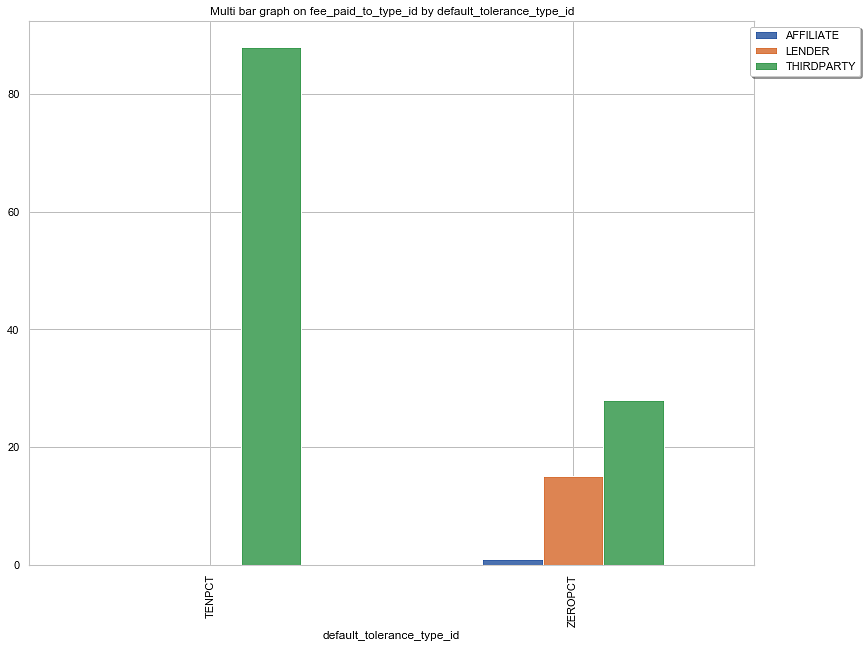 Multi bar graph on fee_paid_to_type_id by default_tolerance_type_id
AFFILIATE
LENDER
THIRDPARTY
80
60
40
20
0
TENPCT
ZEROPCT
default_tolerance_type_id